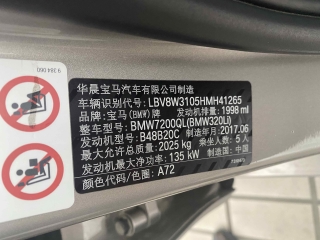 华晨宝马汽车有限公司制造
车辆识别代号: LBV8W3105HMH41265
品牌: 宝马(BMW)牌 发动机排量: 1998 ml
整车型号: BMW7200QL(BMW320Li)
发动机型号: B48B20C 制造年月: 2017.06
最大允许总质量: 2025 kg 乘坐人数: 5
发动机最大净功率: 135 kW 制造国: 中国
颜色代码/色圈: A72